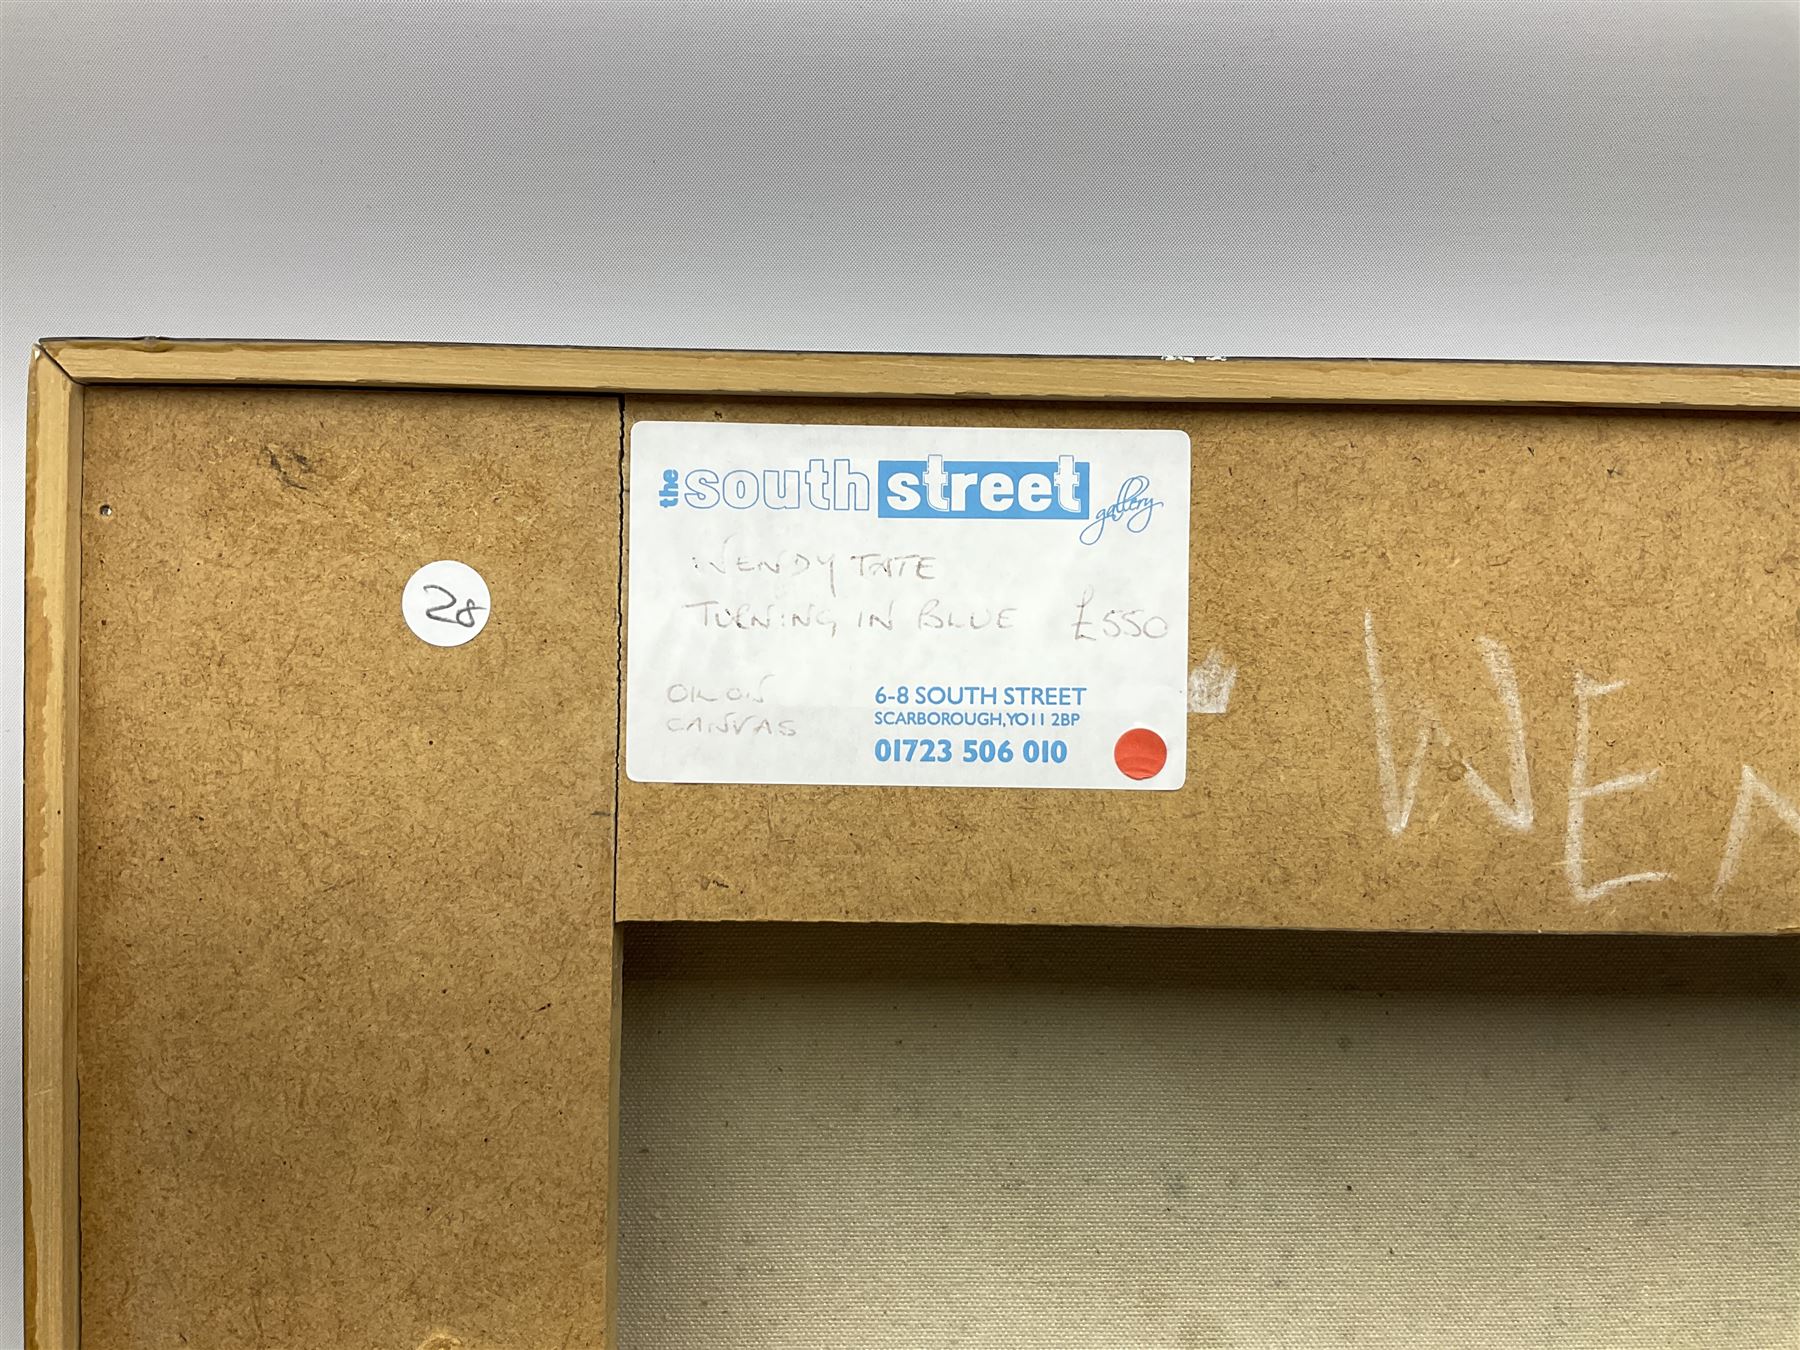 the south street gallery
WENDY TATE
TURNING IN BLUE £550
OIL ON
CANVAS
6-8 SOUTH STREET
SCARBOROUGH, YO11 2BP
01723 506 010
28
WEN